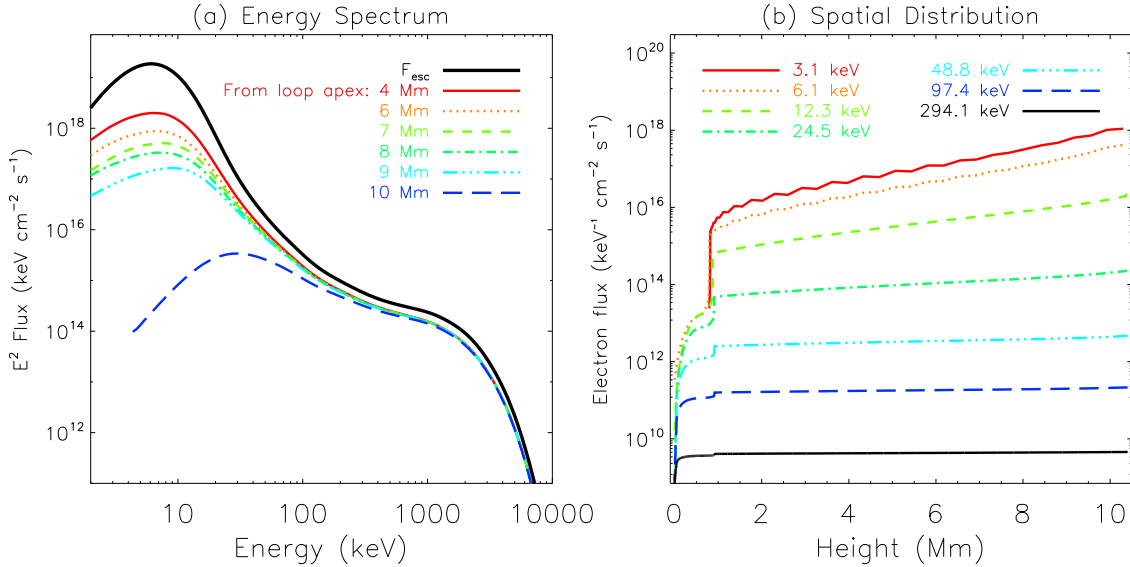 (a) Energy Spectrum
E² Flux (keV cm⁻² s⁻¹)
10¹⁸
10¹⁶
10¹⁴
10¹²
F_esc
From loop apex: 4 Mm
6 Mm
7 Mm
8 Mm
9 Mm
10 Mm
10
100
1000
10000
Energy (keV)
(b) Spatial Distribution
Electron flux (keV⁻¹ cm⁻² s⁻¹)
10²⁰
10¹⁸
10¹⁶
10¹⁴
10¹²
10¹⁰
3.1 keV
6.1 keV
12.3 keV
24.5 keV
48.8 keV
97.4 keV
294.1 keV
0
2
4
6
8
10
Height (Mm)